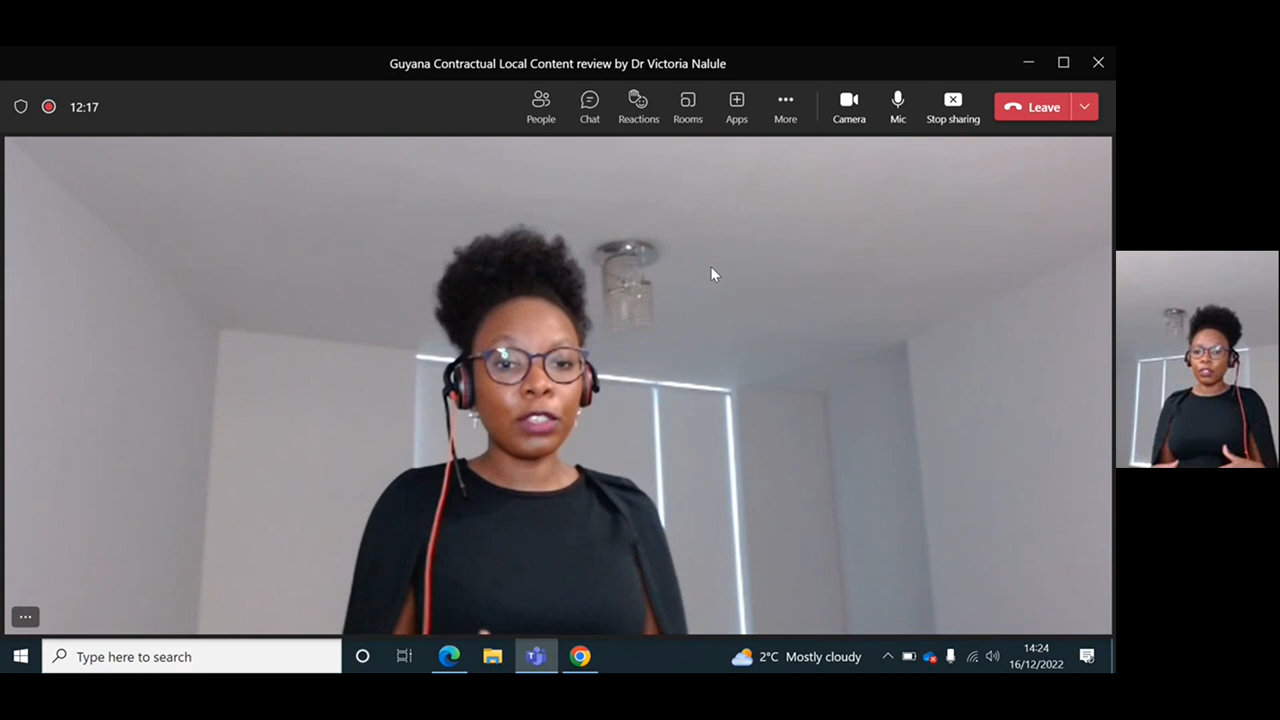 Guyana Contractual Local Content review by Dr Victoria Nalule
12:17
People
Chat
Reactions
Rooms
Apps
More
Camera
Mic
Stop sharing
Leave
Type here to search
2°C Mostly cloudy
14:24
16/12/2022